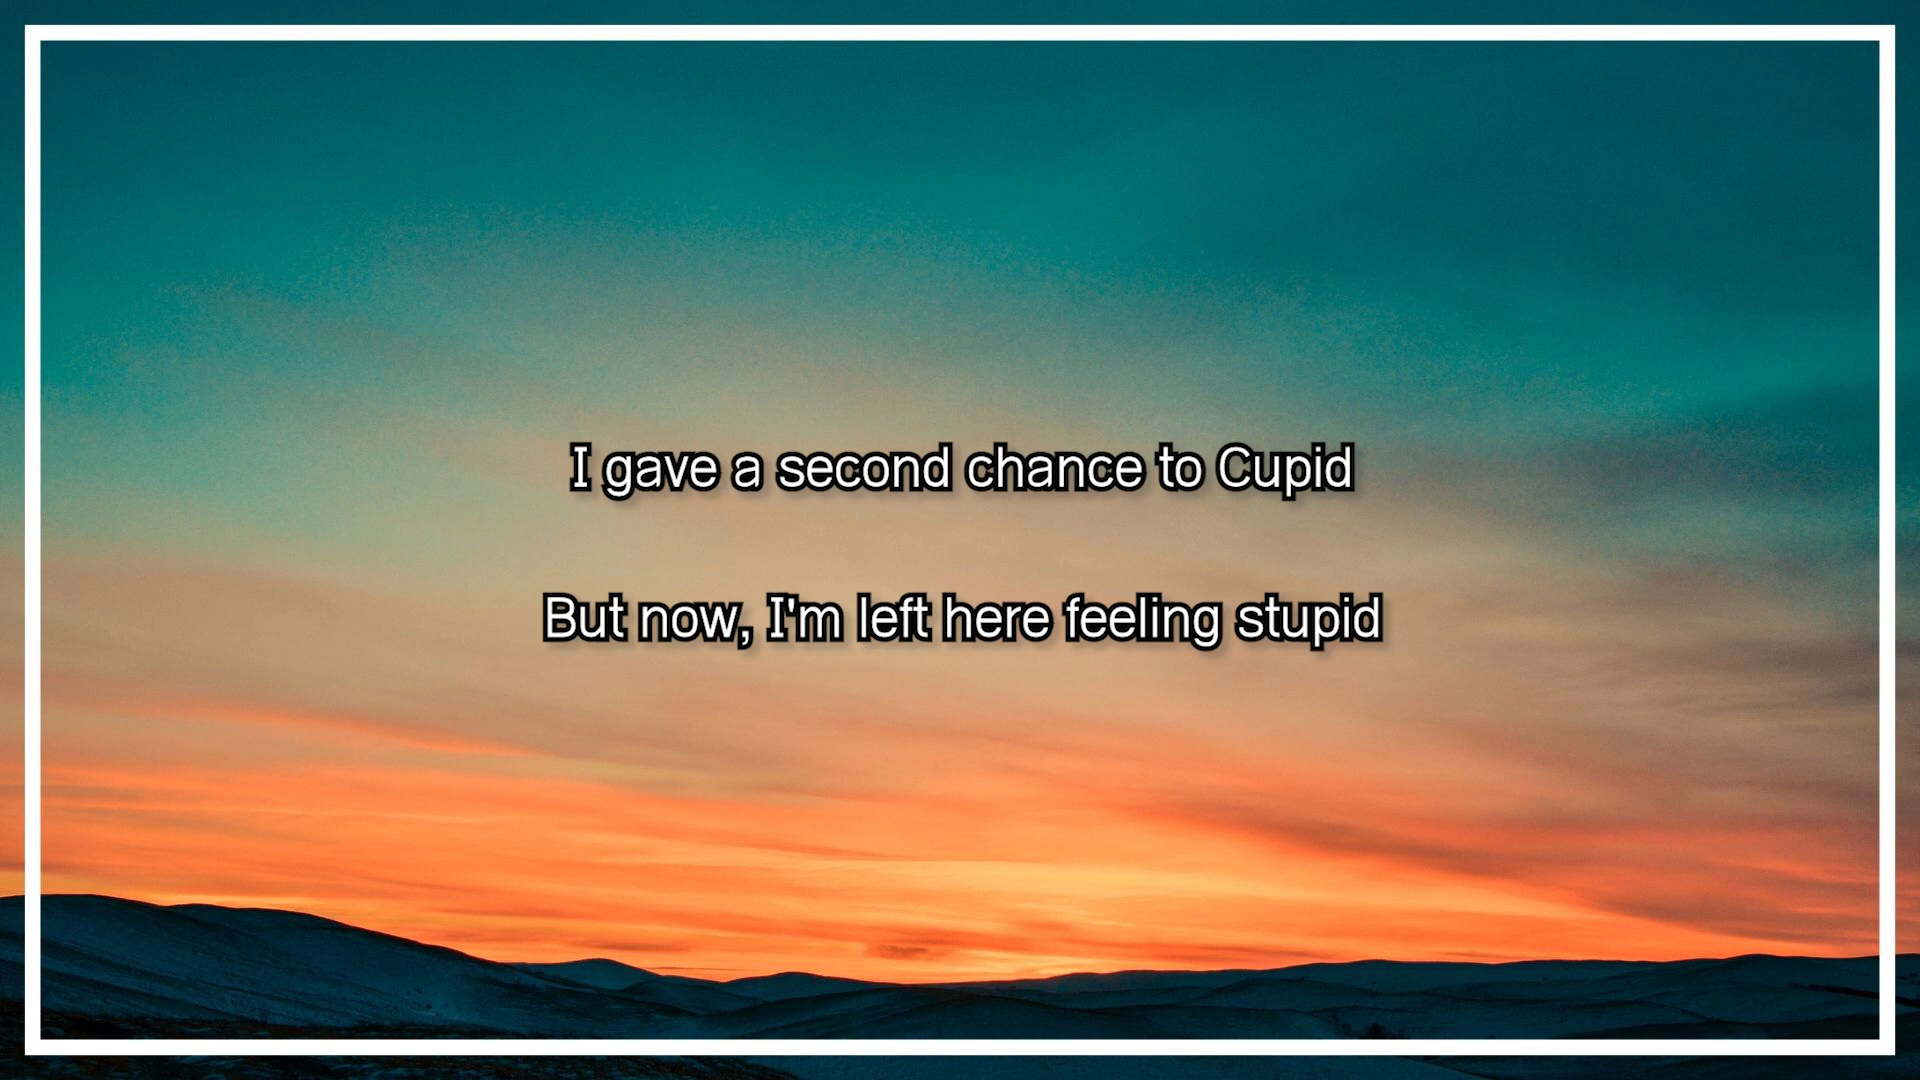 I gave a second chance to Cupid
But now, I'm left here feeling stupid